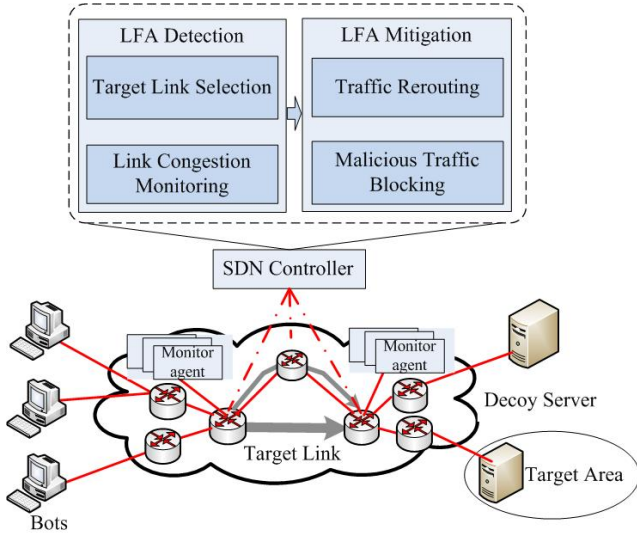 LFA Detection
LFA Mitigation
Target Link Selection
Traffic Rerouting
Link Congestion
Monitoring
Malicious Traffic
Blocking
SDN Controller
Monitor
agent
Monitor
agent
Decoy Server
Target Link
Target Area
Bots